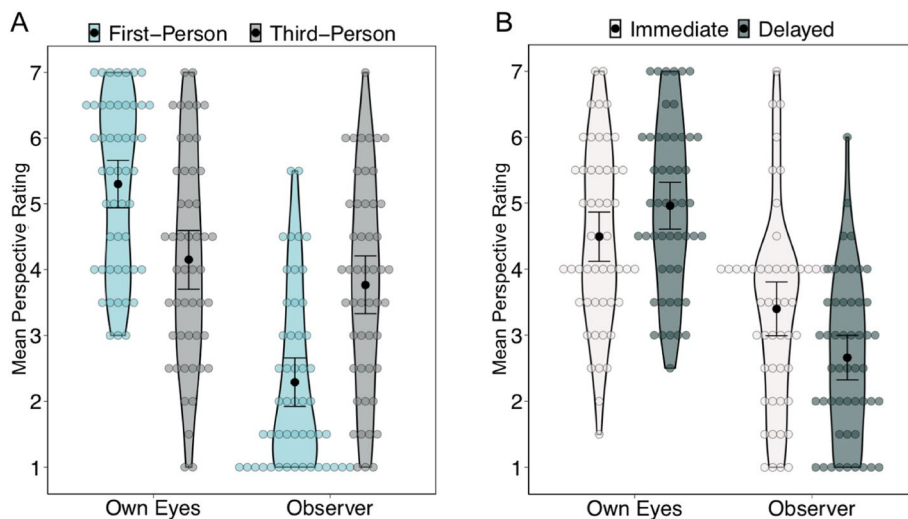 A
First-Person Third-Person
Mean Perspective Rating
7
6
5
4
3
2
1
Own Eyes Observer
B
Immediate Delayed
Mean Perspective Rating
7
6
5
4
3
2
1
Own Eyes Observer